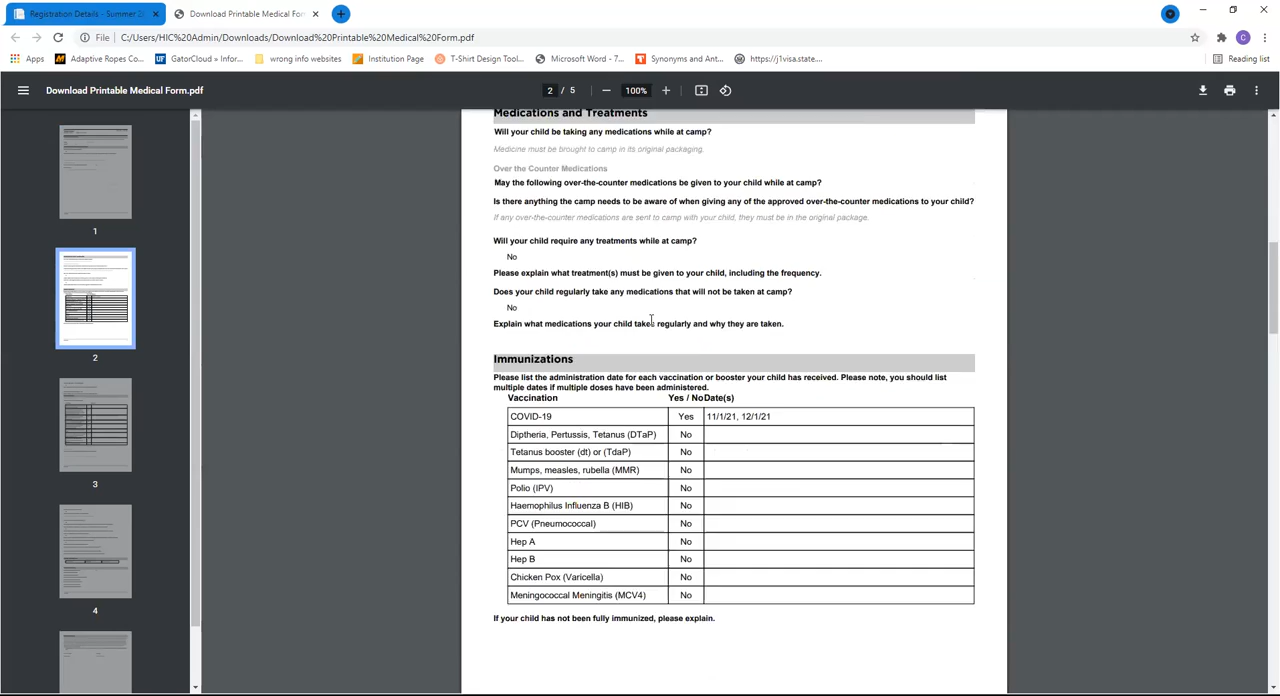 Registration Details - Summer 2
Download Printable Medical For
File
C:/Users/HIC%20Admin/Downloads/Download%20Printable%20Medical%20Form.pdf
C
Apps
Adaptive Ropes Co...
GatorCloud » Infor...
wrong info websites
Institution Page
T-Shirt Design Tool...
Microsoft Word - 7...
Synonyms and Ant...
https://j1visa.state....
Reading list
Download Printable Medical Form.pdf
2 / 5
100%
1
2
3
4
Medications and Treatments
Will your child be taking any medications while at camp?
Medicine must be brought to camp in its original packaging.
Over the Counter Medications
May the following over-the-counter medications be given to your child while at camp?
Is there anything the camp needs to be aware of when giving any of the approved over-the-counter medications to your child?
If any over-the-counter medications are sent to camp with your child, they must be in the original package.
Will your child require any treatments while at camp?
No
Please explain what treatment(s) must be given to your child, including the frequency.
Does your child regularly take any medications that will not be taken at camp?
No
Explain what medications your child takes regularly and why they are taken.
Immunizations
Please list the administration date for each vaccination or booster your child has received. Please note, you should list
multiple dates if multiple doses have been administered.
Vaccination Yes / No Date(s)
COVID-19 Yes 11/1/21, 12/1/21
Diptheria, Pertussis, Tetanus (DTaP) No
Tetanus booster (dt) or (TdaP) No
Mumps, measles, rubella (MMR) No
Polio (IPV) No
Haemophilus Influenza B (HIB) No
PCV (Pneumococcal) No
Hep A No
Hep B No
Chicken Pox (Varicella) No
Meningococcal Meningitis (MCV4) No
If your child has not been fully immunized, please explain.